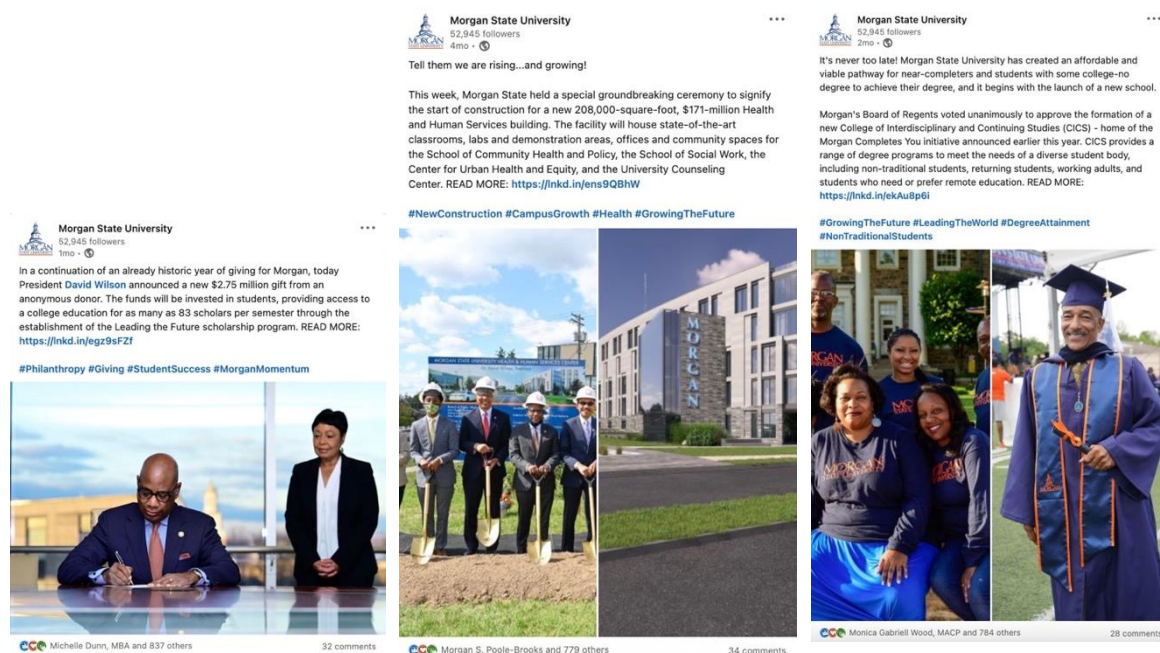 Morgan State University
52,945 followers
1mo •
In a continuation of an already historic year of giving for Morgan, today
President David Wilson announced a new $2.75 million gift from an
anonymous donor. The funds will be invested in students, providing access to
a college education for as many as 83 scholars per semester through the
establishment of the Leading the Future scholarship program. READ MORE:
https://lnkd.in/egz9sFZf
#Philanthropy #Giving #StudentSuccess #MorganMomentum
Michelle Dunn, MBA and 837 others
32 comments
Morgan State University
52,945 followers
4mo •
Tell them we are rising...and growing!
This week, Morgan State held a special groundbreaking ceremony to signify
the start of construction for a new 208,000-square-foot, $171-million Health
and Human Services building. The facility will house state-of-the-art
classrooms, labs and demonstration areas, offices and community spaces for
the School of Community Health and Policy, the School of Social Work, the
Center for Urban Health and Equity, and the University Counseling
Center. READ MORE: https://lnkd.in/ens9QBhW
#NewConstruction #CampusGrowth #Health #GrowingTheFuture
MORGAN STATE UNIVERSITY HEALTH & HUMAN SERVICES CENTER
MORGAN
Morgan S. Poole-Brooks and 779 others
34 comments
Morgan State University
52,945 followers
2mo •
It's never too late! Morgan State University has created an affordable and
viable pathway for near-completers and students with some college-no
degree to achieve their degree, and it begins with the launch of a new school.
Morgan's Board of Regents voted unanimously to approve the formation of a
new College of Interdisciplinary and Continuing Studies (CICS) - home of the
Morgan Completes You initiative announced earlier this year. CICS provides a
range of degree programs to meet the needs of a diverse student body,
including non-traditional students, returning students, working adults, and
students who need or prefer remote education. READ MORE:
https://lnkd.in/ekAu8p6i
#GrowingTheFuture #LeadingTheWorld #DegreeAttainment
#NonTraditionalStudents
MORGAN
Monica Gabriell Wood, MACP and 784 others
28 comments